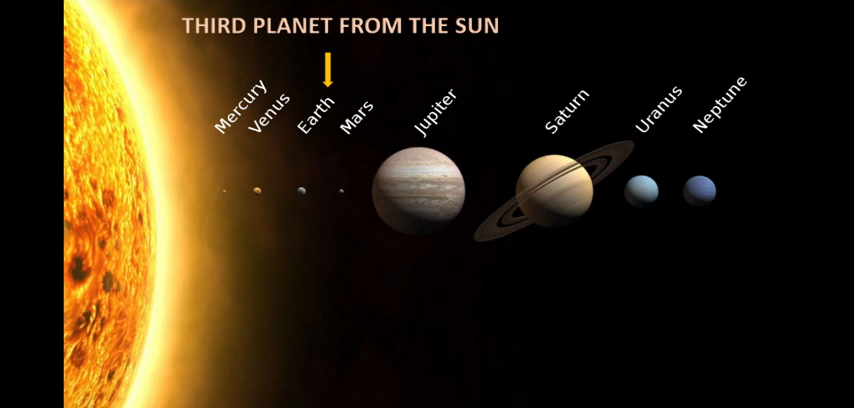 THIRD PLANET FROM THE SUN
Mercury
Venus
Earth
Mars
Jupiter
Saturn
Uranus
Neptune